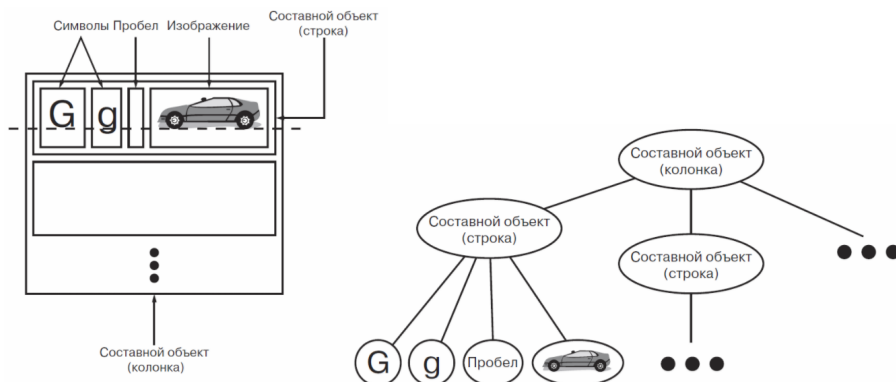 Символы Пробел Изображение
Составной объект
(строка)
G g
Составной объект
(колонка)
Составной объект
(колонка)
Составной объект
(строка)
Составной объект
(строка)
G g Пробел